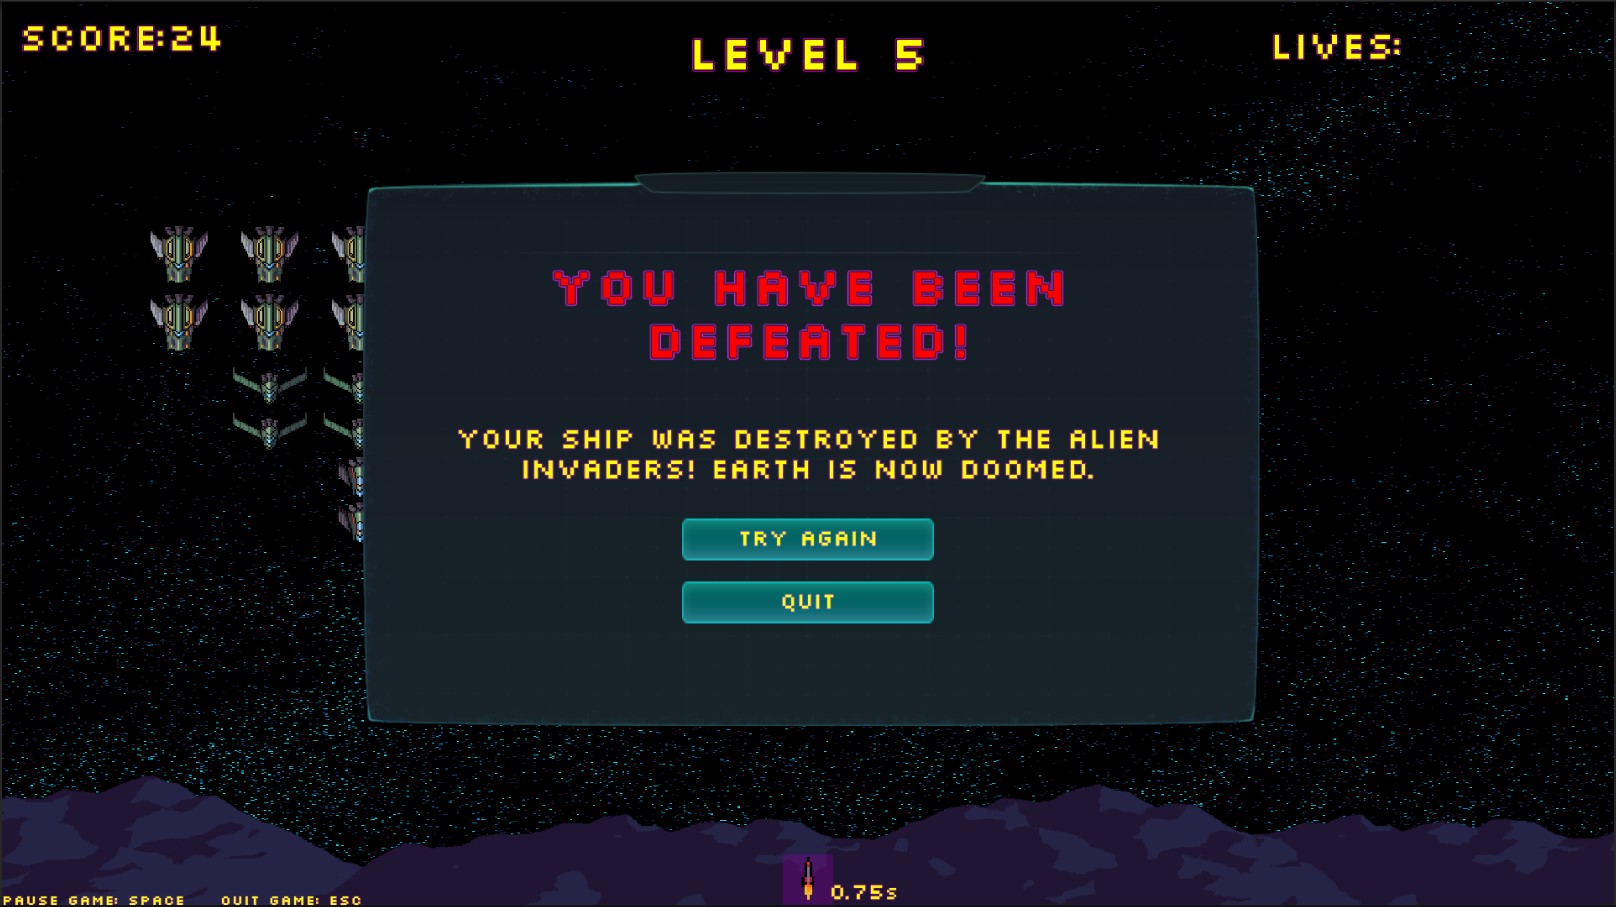 SCORE:24
LEVEL 5
LIVES:
YOU HAVE BEEN
DEFEATED!
YOUR SHIP WAS DESTROYED BY THE ALIEN
INVADERS! EARTH IS NOW DOOMED.
TRY AGAIN
QUIT
0.75s
PAUSE GAME: SPACE QUIT GAME: ESC